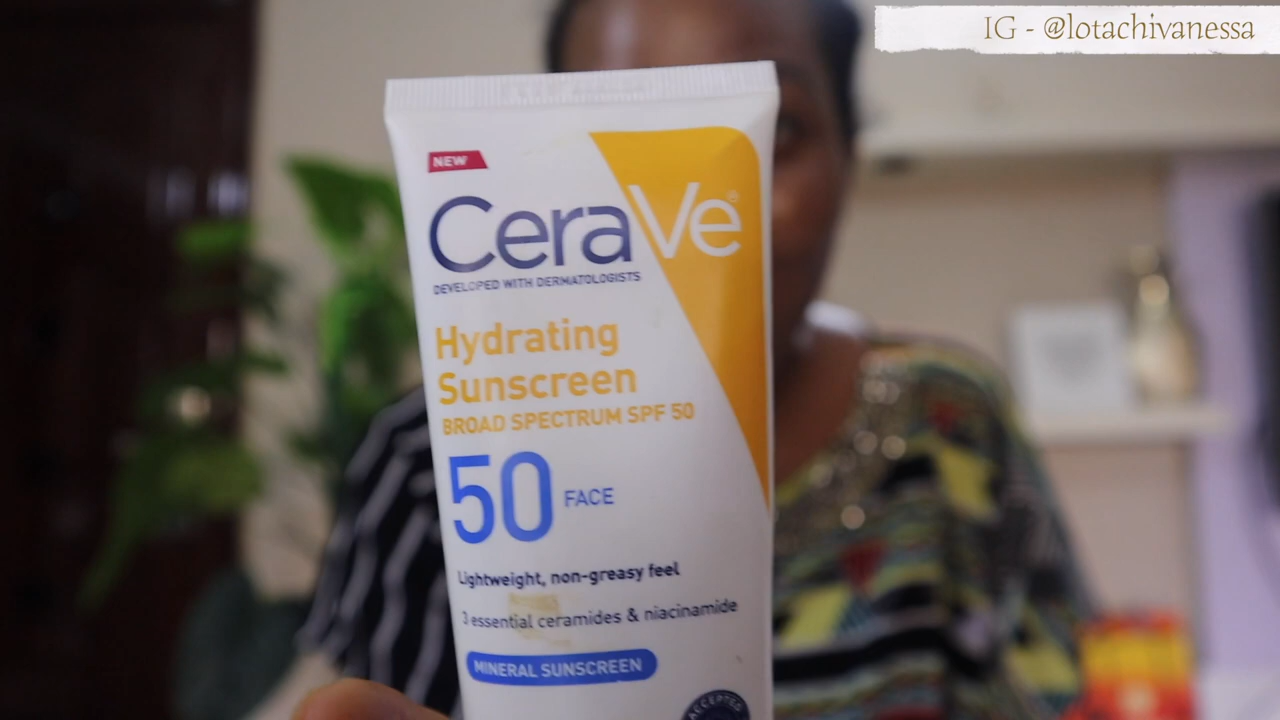 IG - @lotachivanessa
NEW
CeraVe®
DEVELOPED WITH DERMATOLOGISTS
Hydrating
Sunscreen
BROAD SPECTRUM SPF 50
50 FACE
Lightweight, non-greasy feel
3 essential ceramides & niacinamide
MINERAL SUNSCREEN
ACCEPTED